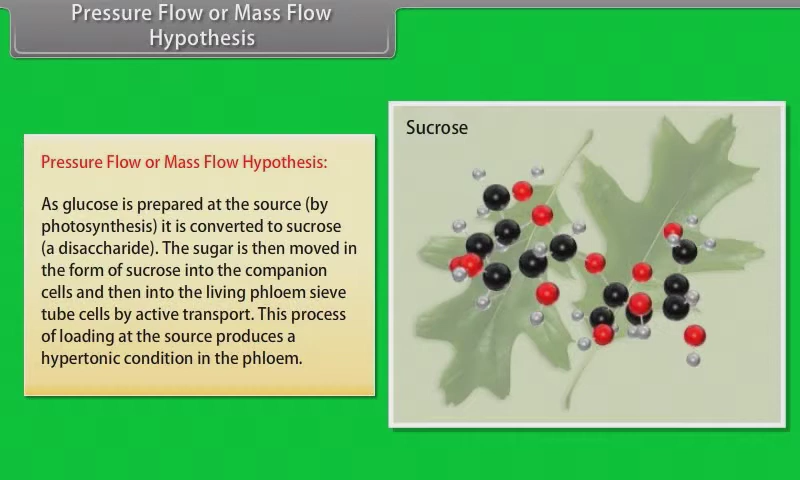 Pressure Flow or Mass Flow
Hypothesis
Pressure Flow or Mass Flow Hypothesis:
As glucose is prepared at the source (by
photosynthesis) it is converted to sucrose
(a disaccharide). The sugar is then moved in
the form of sucrose into the companion
cells and then into the living phloem sieve
tube cells by active transport. This process
of loading at the source produces a
hypertonic condition in the phloem.
Sucrose